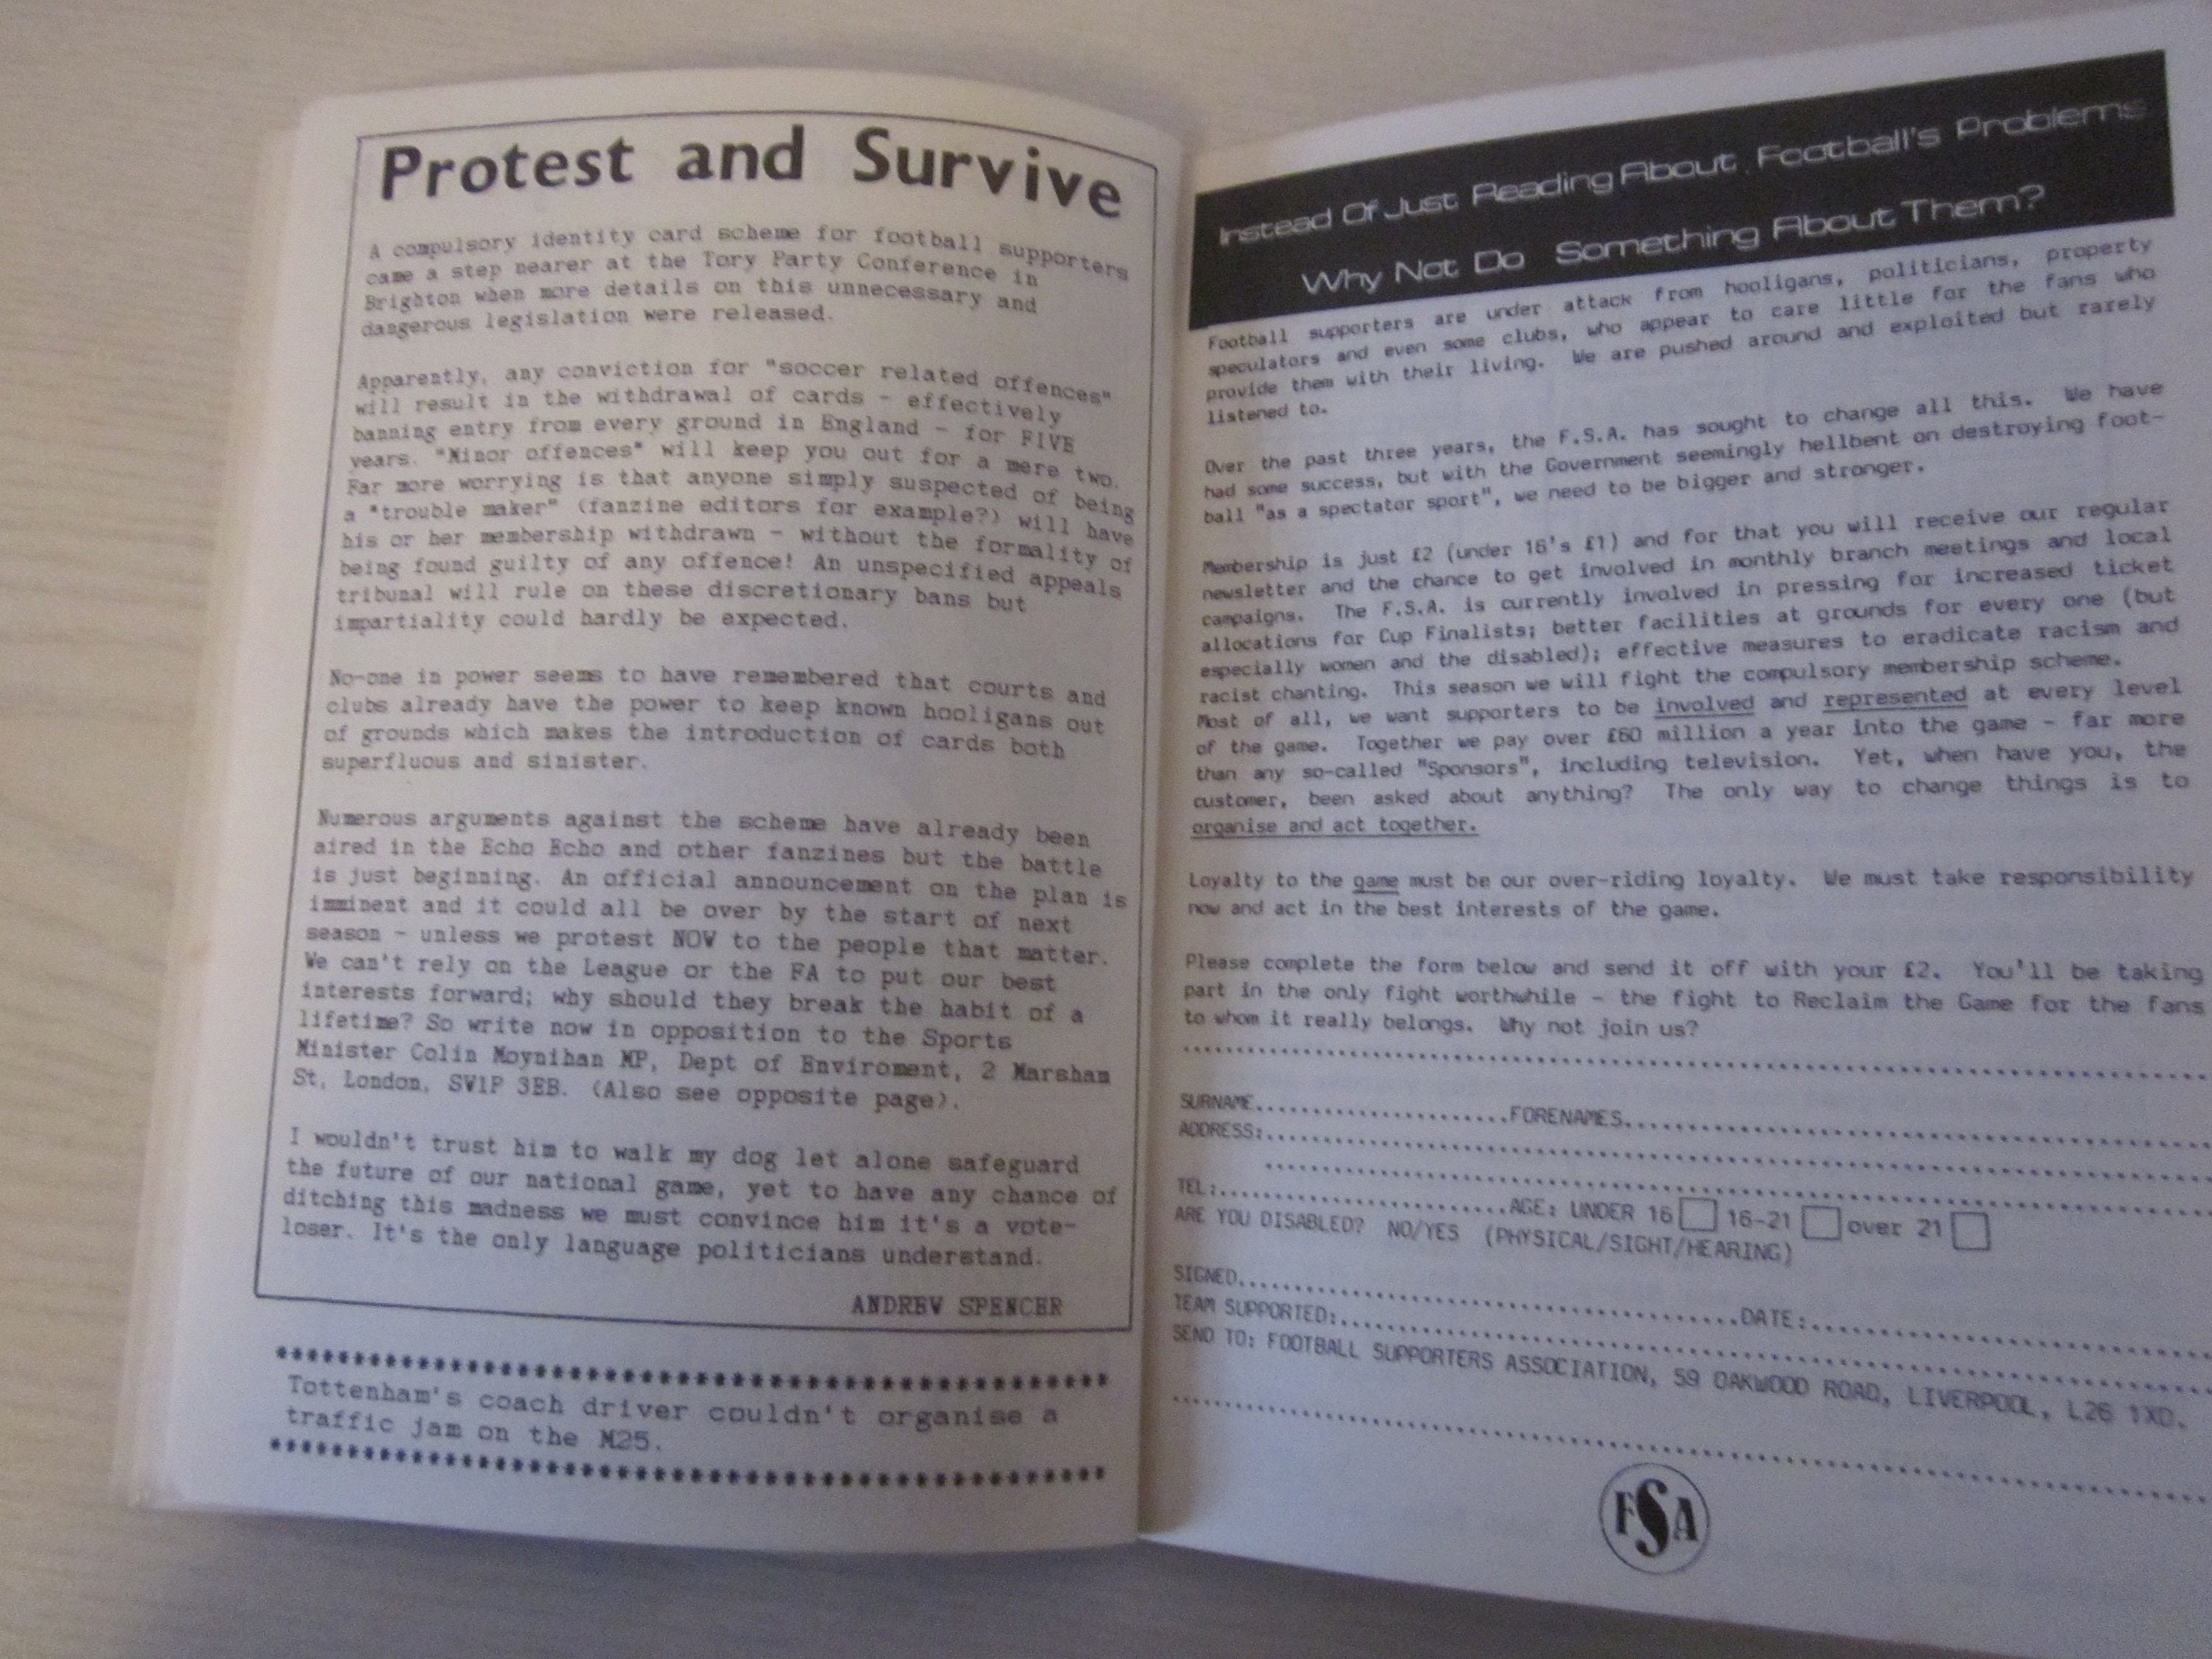 Protest and Survive
A compulsory identity card scheme for football supporters
came a step nearer at the Tory Party Conference in
Brighton when more details on this unnecessary and
dangerous legislation were released.
Apparently, any conviction for "soccer related offences"
will result in the withdrawal of cards - effectively
banning entry from every ground in England - for FIVE
years. "Minor offences" will keep you out for a mere two.
Far more worrying is that anyone simply suspected of being
a "trouble maker" (fanzine editors for example?) will have
his or her membership withdrawn - without the formality of
being found guilty of any offence! An unspecified appeals
tribunal will rule on these discretionary bans but
impartiality could hardly be expected.
No-one in power seems to have remembered that courts and
clubs already have the power to keep known hooligans out
of grounds which makes the introduction of cards both
superfluous and sinister.
Numerous arguments against the scheme have already been
aired in the Echo Echo and other fanzines but the battle
is just beginning. An official announcement on the plan is
imminent and it could all be over by the start of next
season - unless we protest NOW to the people that matter.
We can't rely on the League or the FA to put our best
interests forward; why should they break the habit of a
lifetime? So write now in opposition to the Sports
Minister Colin Moynihan MP, Dept of Enviroment, 2 Marsham
St, London, SW1P 3EB. (Also see opposite page).
I wouldn't trust him to walk my dog let alone safeguard
the future of our national game, yet to have any chance of
ditching this madness we must convince him it's a vote-
loser. It's the only language politicians understand.
ANDREW SPENCER
**********************************************************
Tottenham's coach driver couldn't organise a
traffic jam on the M25.
**********************************************************
Instead Of Just Reading About Football's Problems
Why Not Do Something About Them?
Football supporters are under attack from hooligans, politicians, property
speculators and even some clubs, who appear to care little for the fans who
provide them with their living. We are pushed around and exploited but rarely
listened to.
Over the past three years, the F.S.A. has sought to change all this. We have
had some success, but with the Government seemingly hellbent on destroying foot-
ball "as a spectator sport", we need to be bigger and stronger.
Membership is just £2 (under 16's £1) and for that you will receive our regular
newsletter and the chance to get involved in monthly branch meetings and local
campaigns. The F.S.A. is currently involved in pressing for increased ticket
allocations for Cup Finalists; better facilities at grounds for every one (but
especially women and the disabled); effective measures to eradicate racism and
racist chanting. This season we will fight the compulsory membership scheme.
Most of all, we want supporters to be involved and represented at every level
of the game. Together we pay over £60 million a year into the game - far more
than any so-called "Sponsors", including television. Yet, when have you, the
customer, been asked about anything? The only way to change things is to
organise and act together.
Loyalty to the game must be our over-riding loyalty. We must take responsibility
now and act in the best interests of the game.
Please complete the form below and send it off with your £2. You'll be taking
part in the only fight worthwhile - the fight to Reclaim the Game for the fans
to whom it really belongs. Why not join us?
SURNAME......................FORENAMES......................
ADDRESS:......................
TEL:......................AGE: UNDER 16 16-21 over 21
ARE YOU DISABLED? NO/YES (PHYSICAL/SIGHT/HEARING)
SIGNED......................DATE:......................
TEAM SUPPORTED:......................
SEND TO: FOOTBALL SUPPORTERS ASSOCIATION, 59 OAKWOOD ROAD, LIVERPOOL, L26 1XD.
FSA